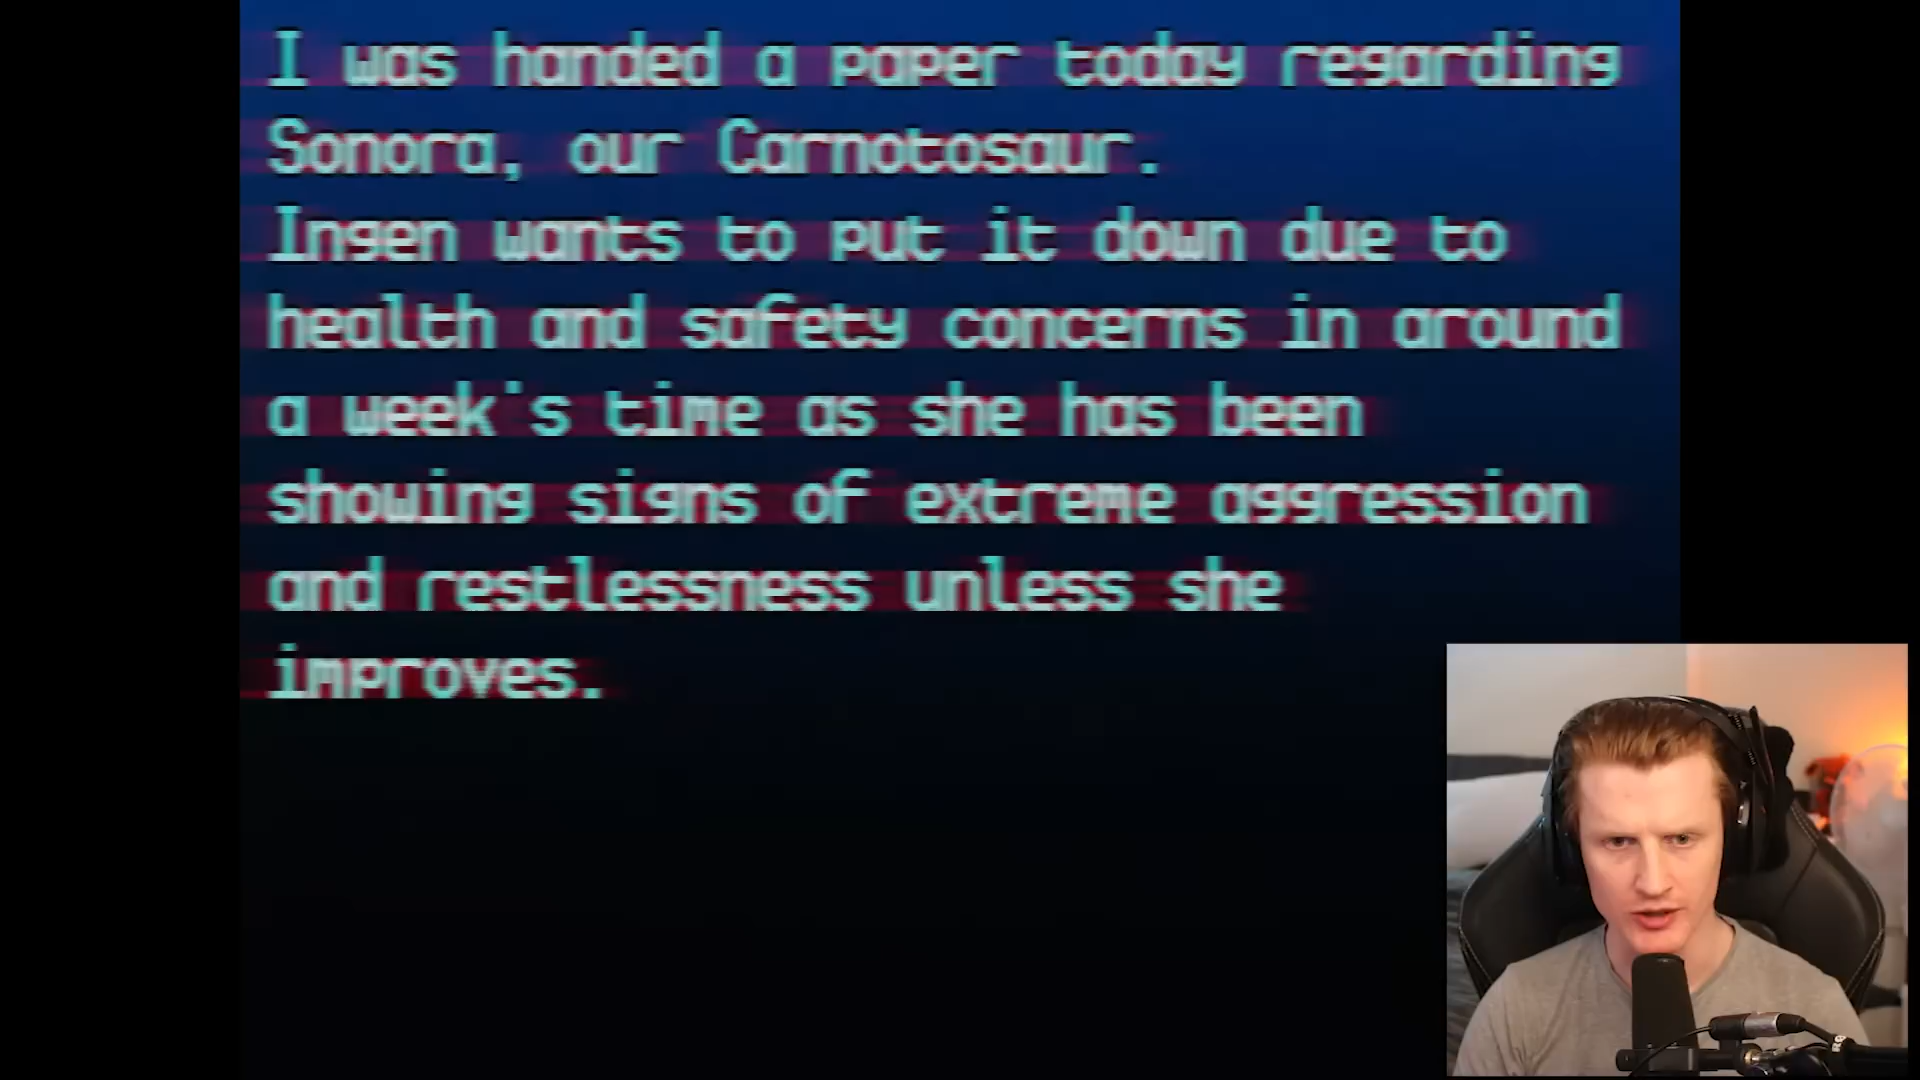 I was handed a paper today regarding
Sonora, our Carnotosaur.
Ingen wants to put it down due to
health and safety concerns in around
a week's time as she has been
showing signs of extreme aggression
and restlessness unless she
improves.